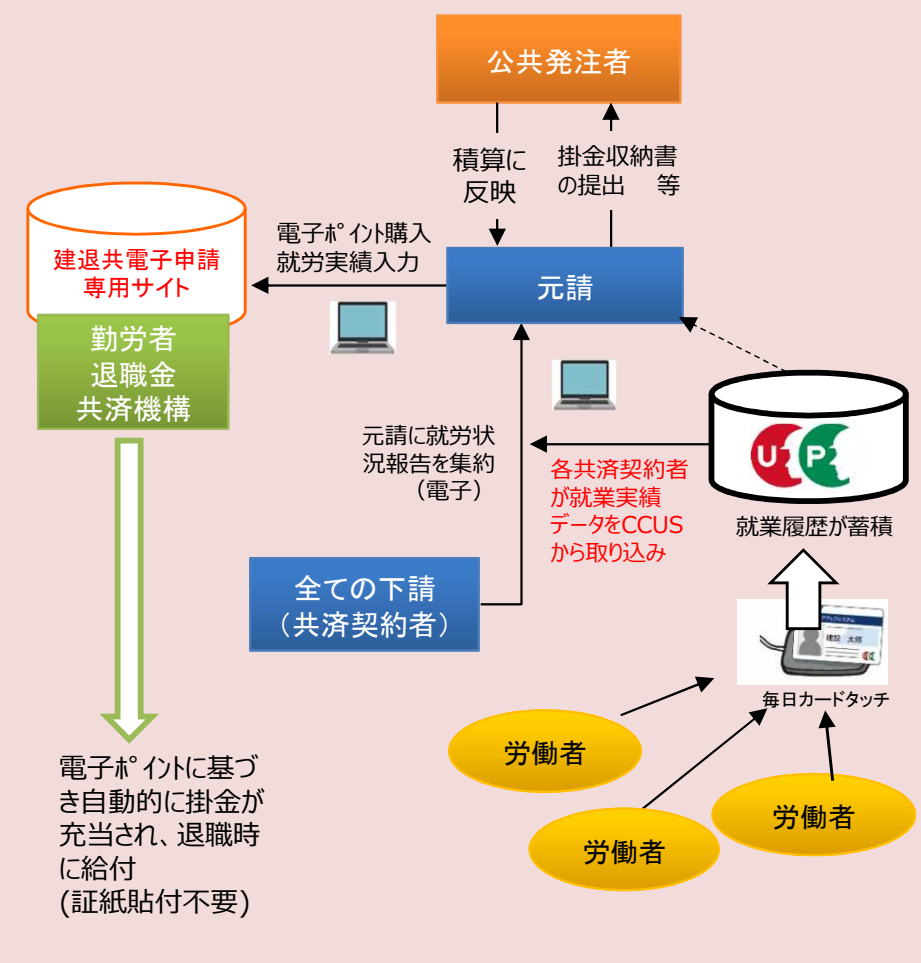 公共発注者
積算に
反映
掛金収納書
の提出　等
電子ﾎﾟｲﾝﾄ購入
就労実績入力
建退共電子申請
専用サイト
元請
勤労者
退職金
共済機構
元請に就労状
況報告を集約
（電子）
各共済契約者
が就業実績
データをCCUS
から取り込み
U P
就業履歴が蓄積
全ての下請
（共済契約者）
建設 太郎
毎日カードタッチ
労働者
労働者
労働者
電子ﾎﾟｲﾝﾄに基づ
き自動的に掛金が
充当され、退職時
に給付
(証紙貼付不要)